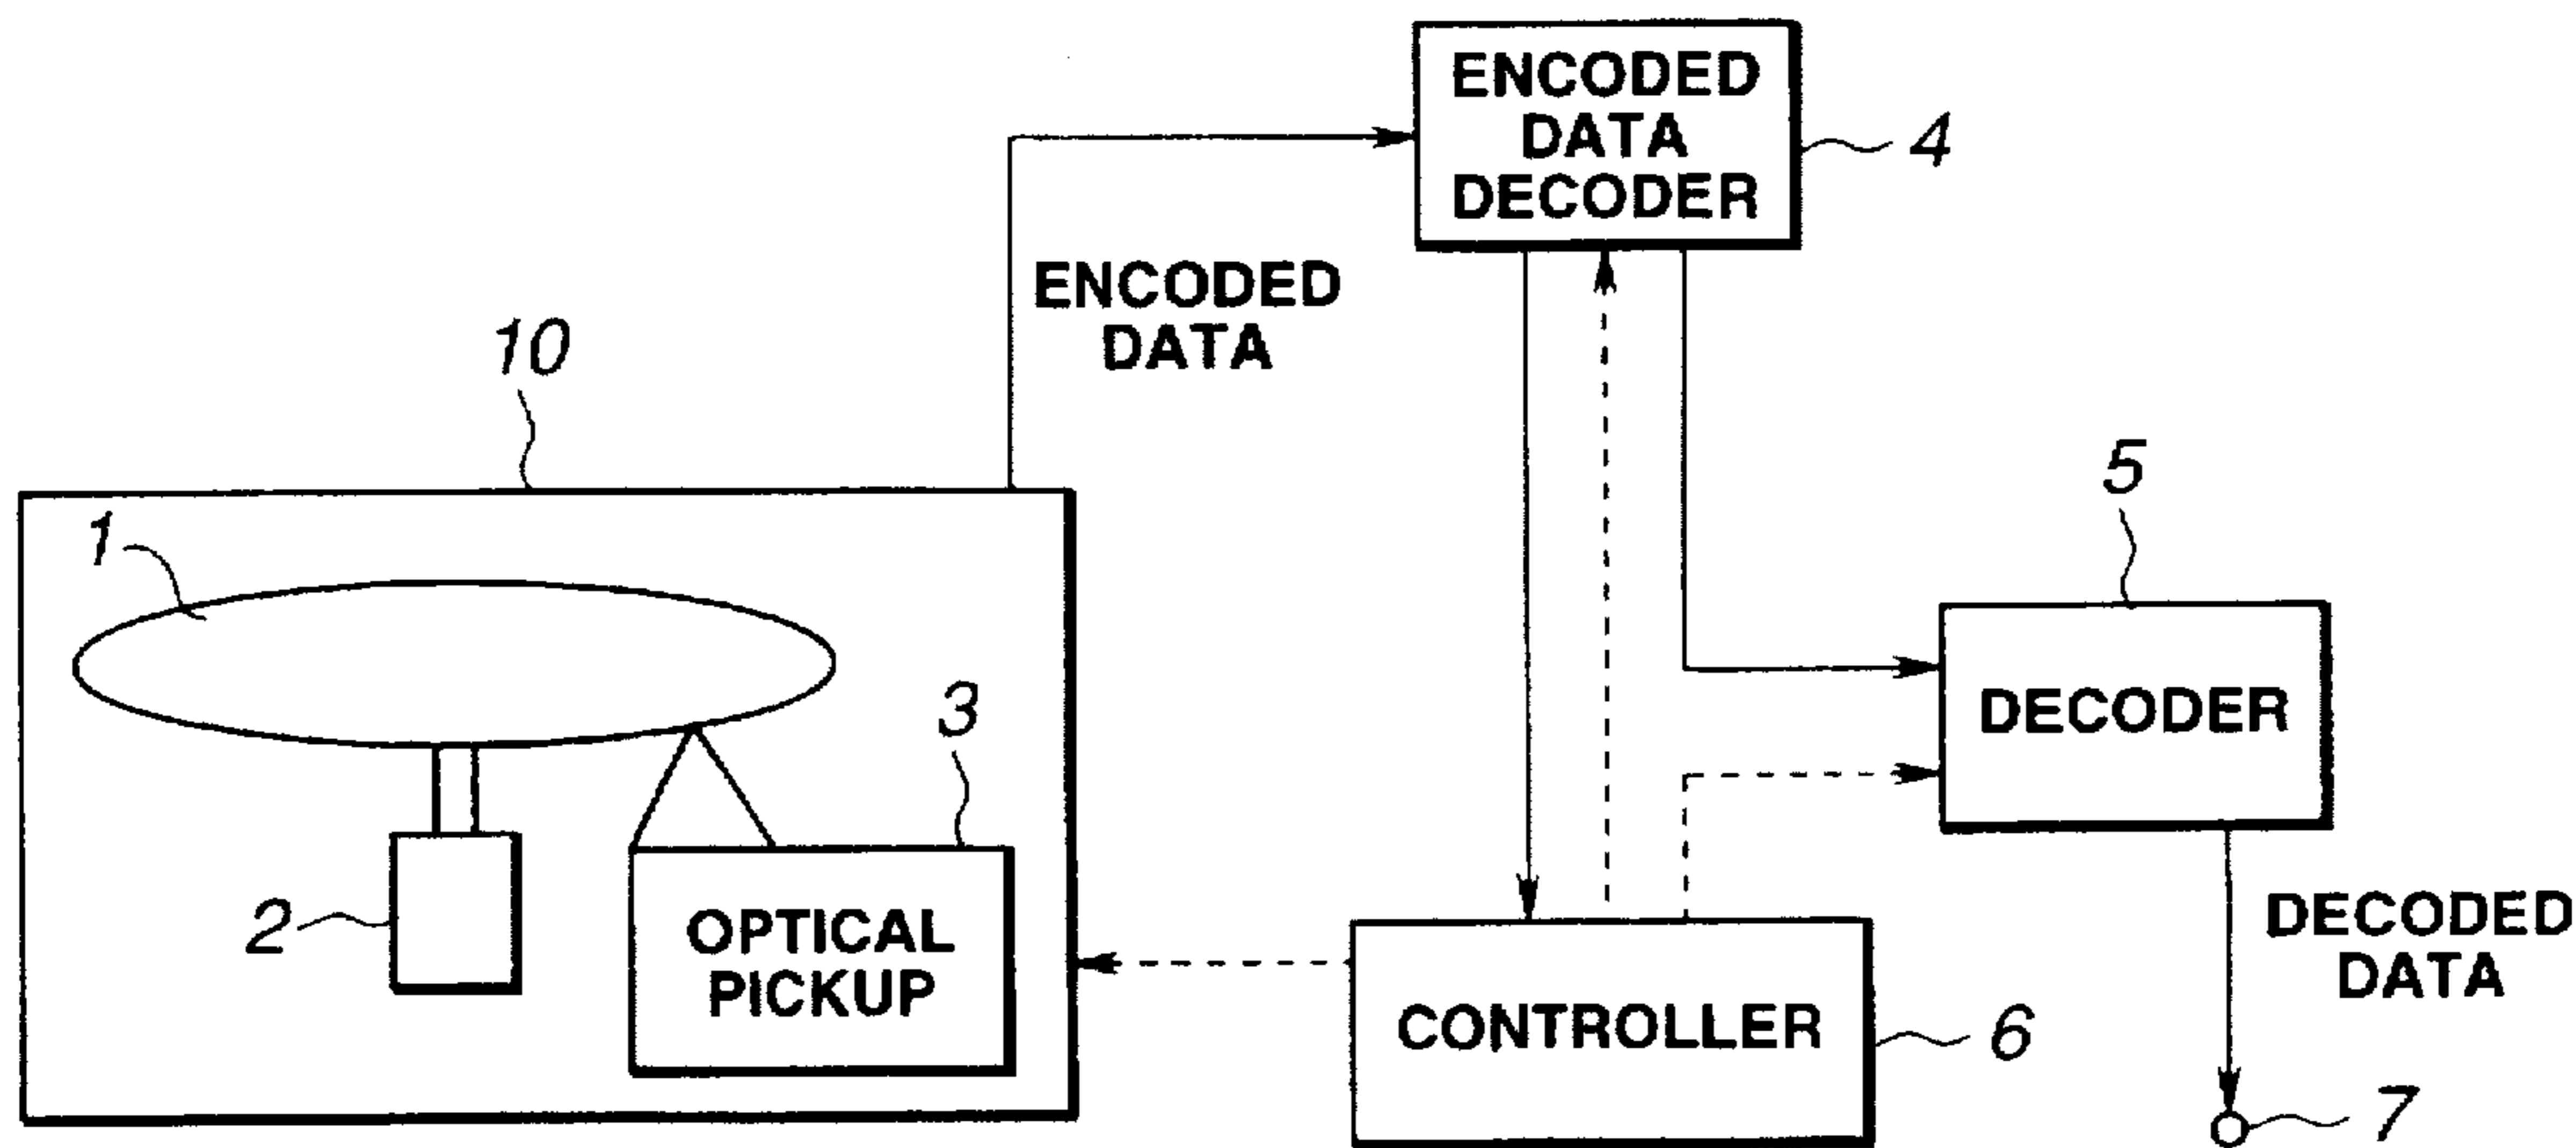 ENCODED
DATA
DECODER
4
ENCODED
DATA
10
5
1
3
DECODER
2
OPTICAL
PICKUP
DECODED
DATA
CONTROLLER
6
7